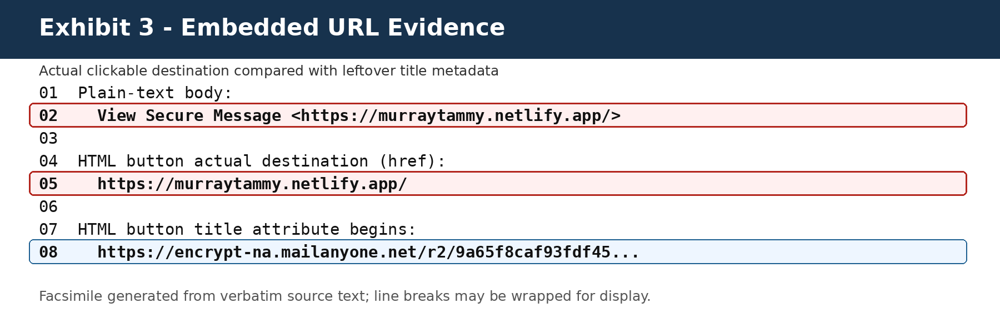 Exhibit 3 - Embedded URL Evidence
Actual clickable destination compared with leftover title metadata
01 Plain-text body:
02 View Secure Message <https://murraytammy.netlify.app/>
03
04 HTML button actual destination (href):
05 https://murraytammy.netlify.app/
06
07 HTML button title attribute begins:
08 https://encrypt-na.mailanyone.net/r2/9a65f8caf93fdf45...
Facsimile generated from verbatim source text; line breaks may be wrapped for display.